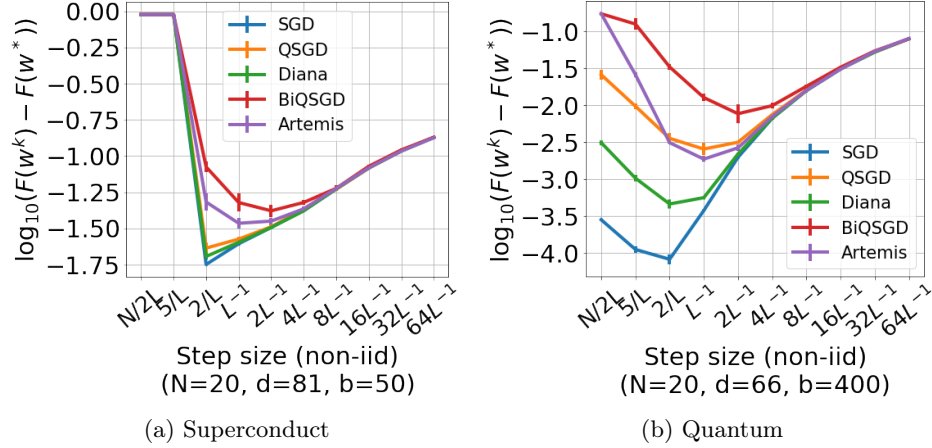 0.00
−0.25
−0.50
−0.75
−1.00
−1.25
−1.50
−1.75
log₁₀(F(wᵏ) − F(w*)
SGD
QSGD
Diana
BiQSGD
Artemis
N/2L
5/L
2/L
L⁻¹
2L⁻¹
4L⁻¹
8L⁻¹
16L⁻¹
32L⁻¹
64L⁻¹
Step size (non-iid)
(N=20, d=81, b=50)
(a) Superconduct
−1.0
−1.5
−2.0
−2.5
−3.0
−3.5
−4.0
log₁₀(F(wᵏ) − F(w*)
SGD
QSGD
Diana
BiQSGD
Artemis
N/2L
5/L
2/L
L⁻¹
2L⁻¹
4L⁻¹
8L⁻¹
16L⁻¹
32L⁻¹
64L⁻¹
Step size (non-iid)
(N=20, d=66, b=400)
(b) Quantum